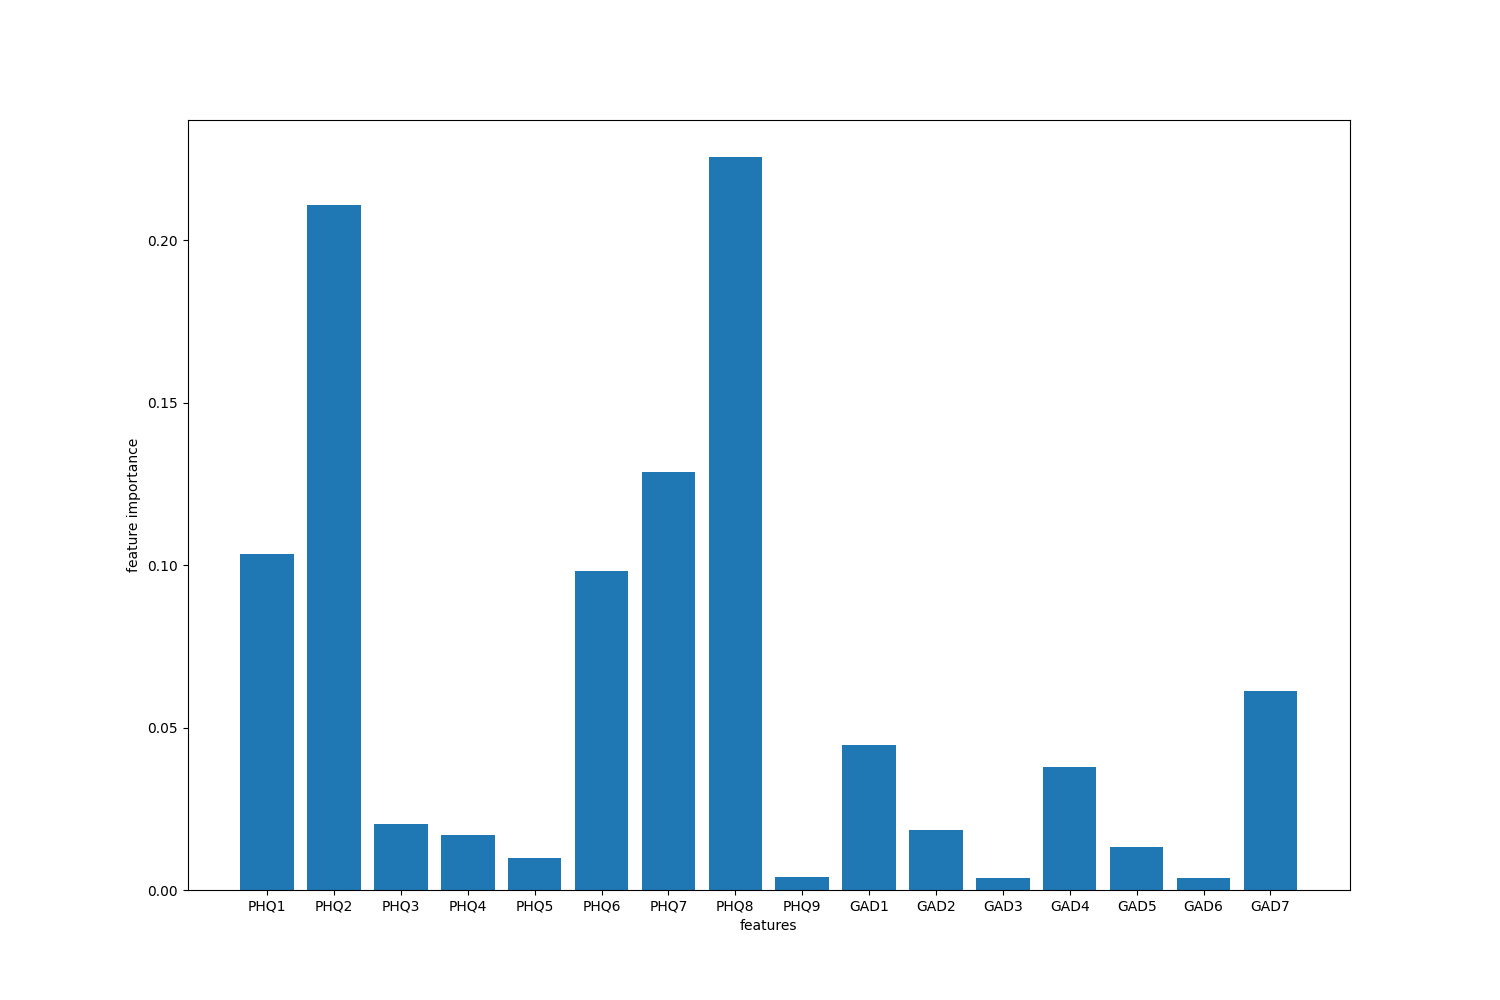 feature importance
0.20
0.15
0.10
0.05
0.00
PHQ1 PHQ2 PHQ3 PHQ4 PHQ5 PHQ6 PHQ7 PHQ8 PHQ9 GAD1 GAD2 GAD3 GAD4 GAD5 GAD6 GAD7
features